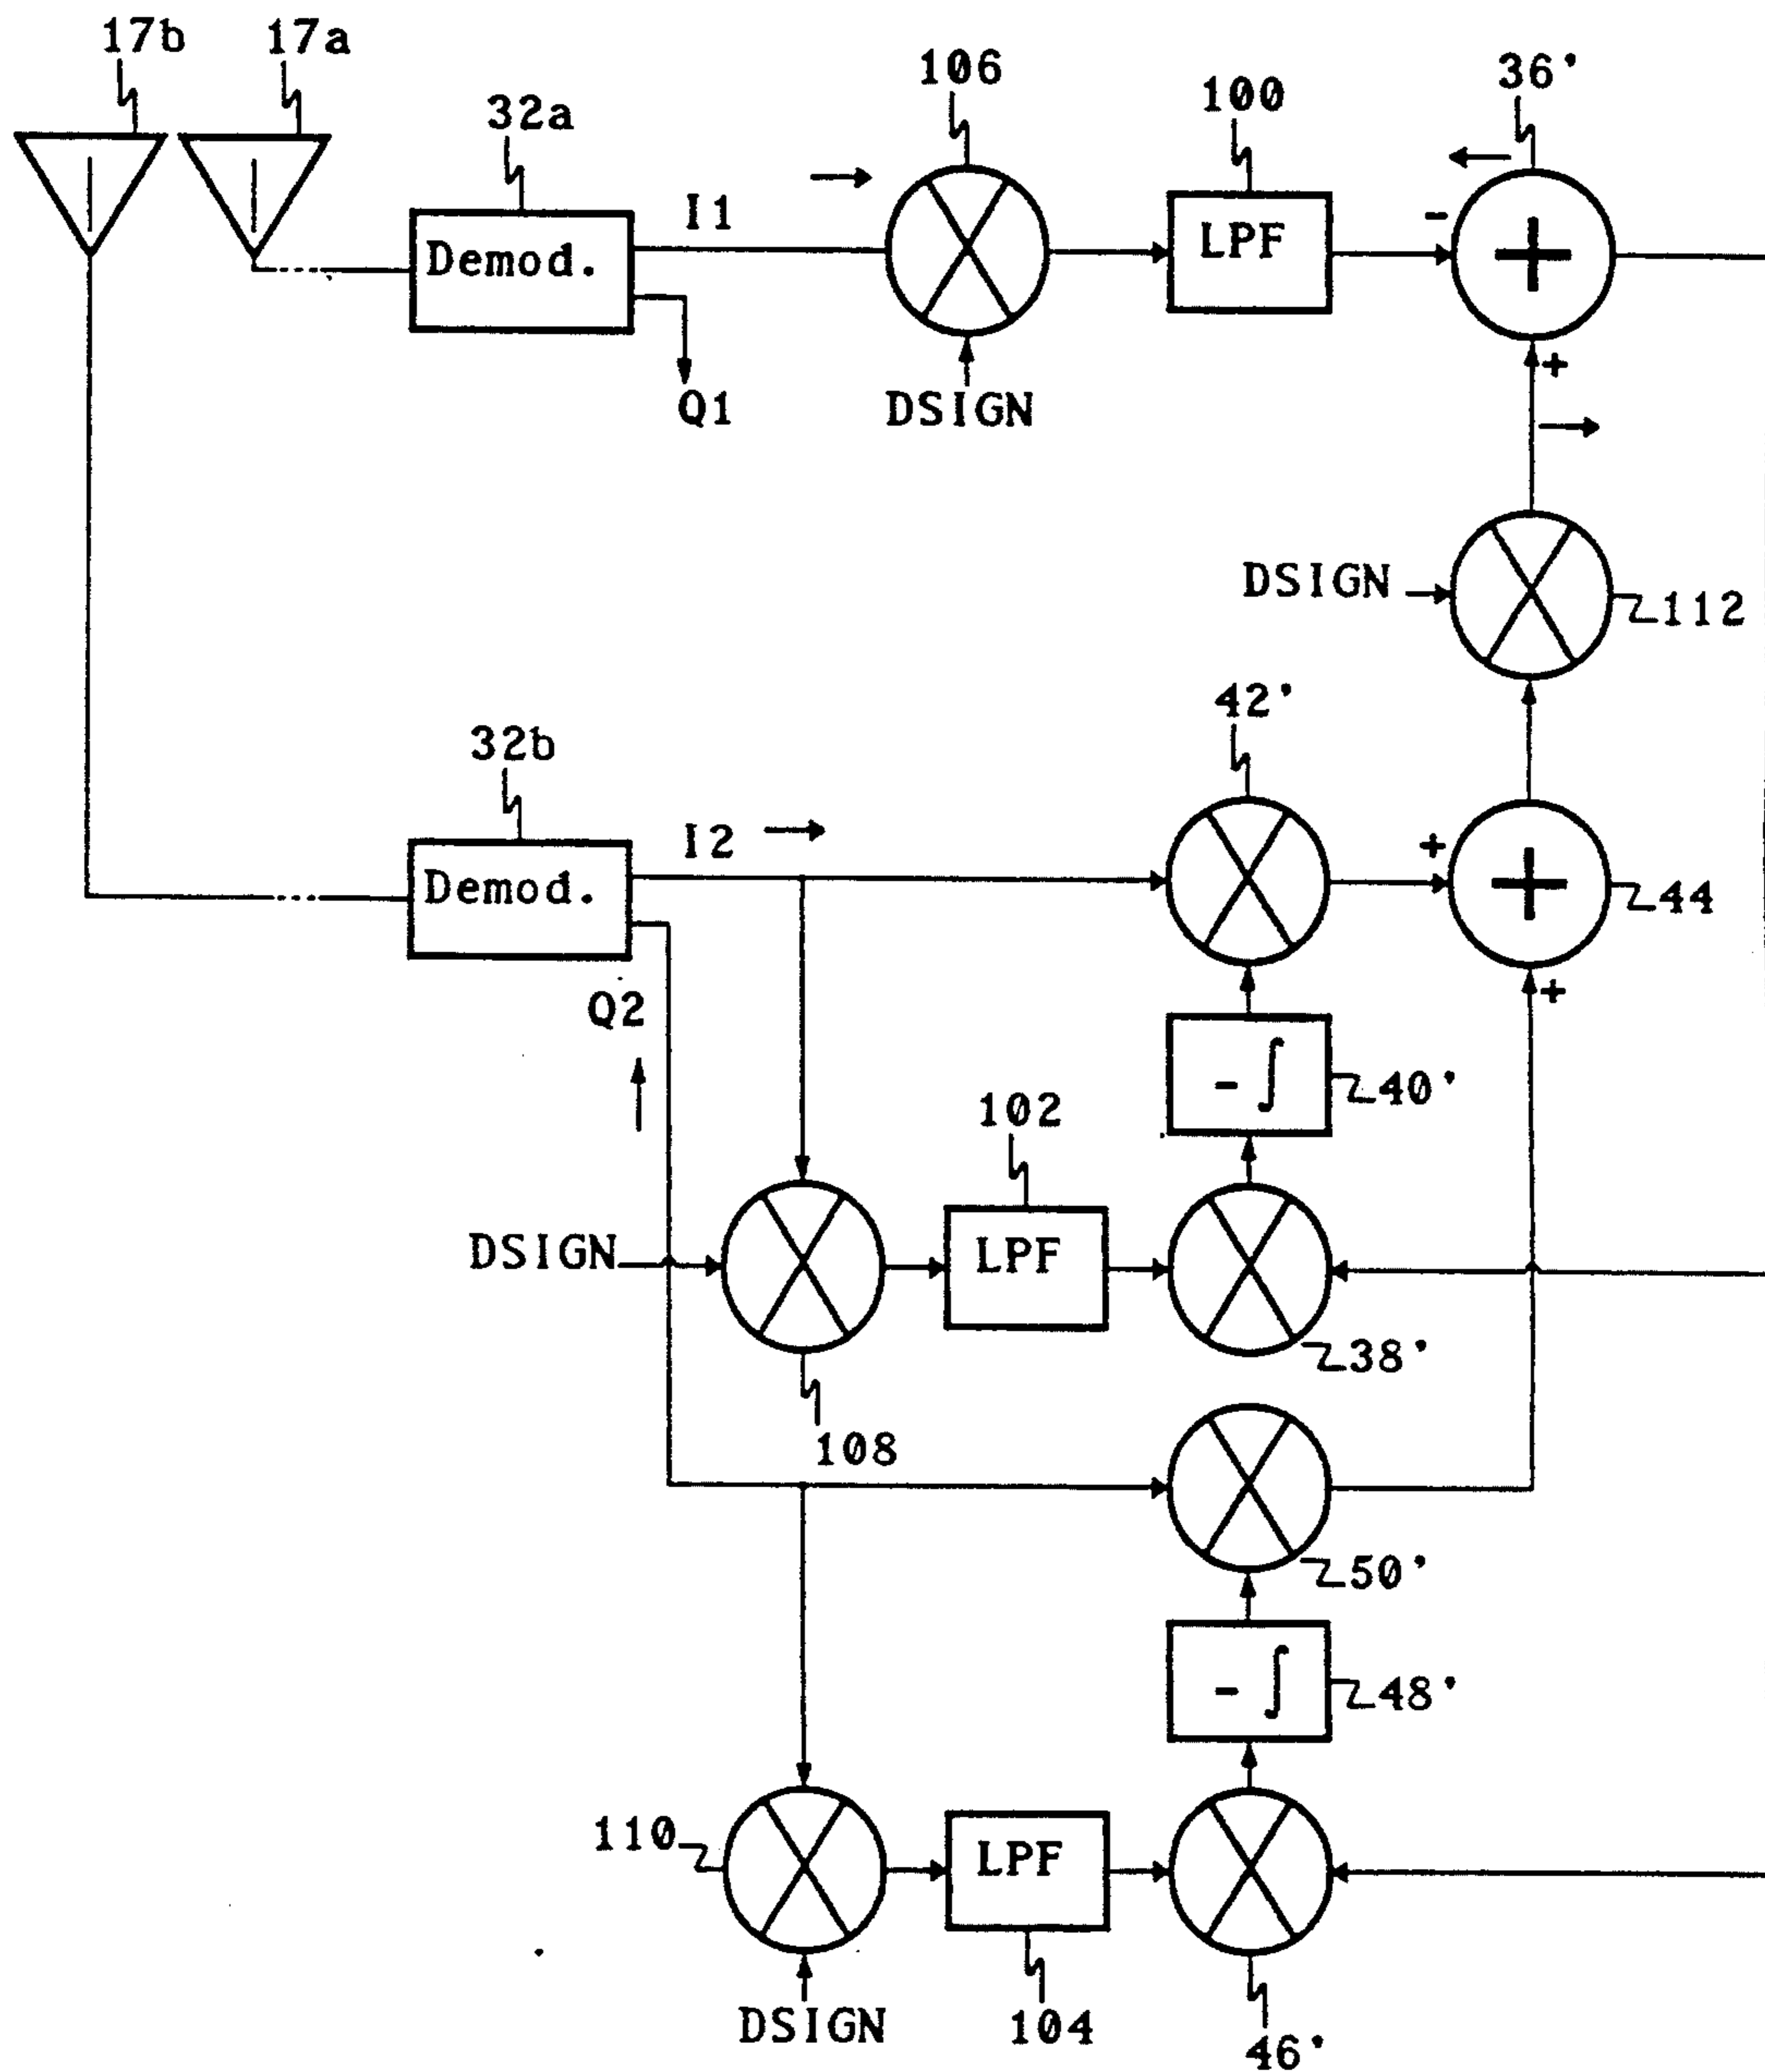 17b 17a
32a
106
100
36'
I1
Demod.
LPF
-
+
Q1
DSIGN
+
DSIGN
112
42'
32b
I2
Demod.
+
+
44
Q2
+
- ∫
40'
102
DSIGN
LPF
38'
108
50'
- ∫
48'
110
LPF
DSIGN
104
46'